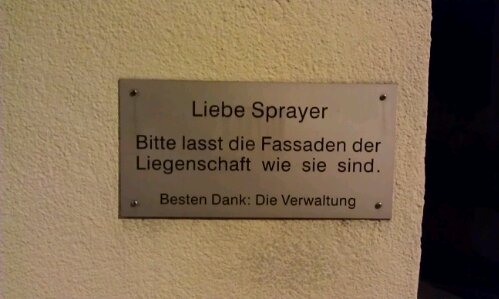 Liebe Sprayer
Bitte lasst die Fassaden der
Liegenschaft wie sie sind.
Besten Dank: Die Verwaltung